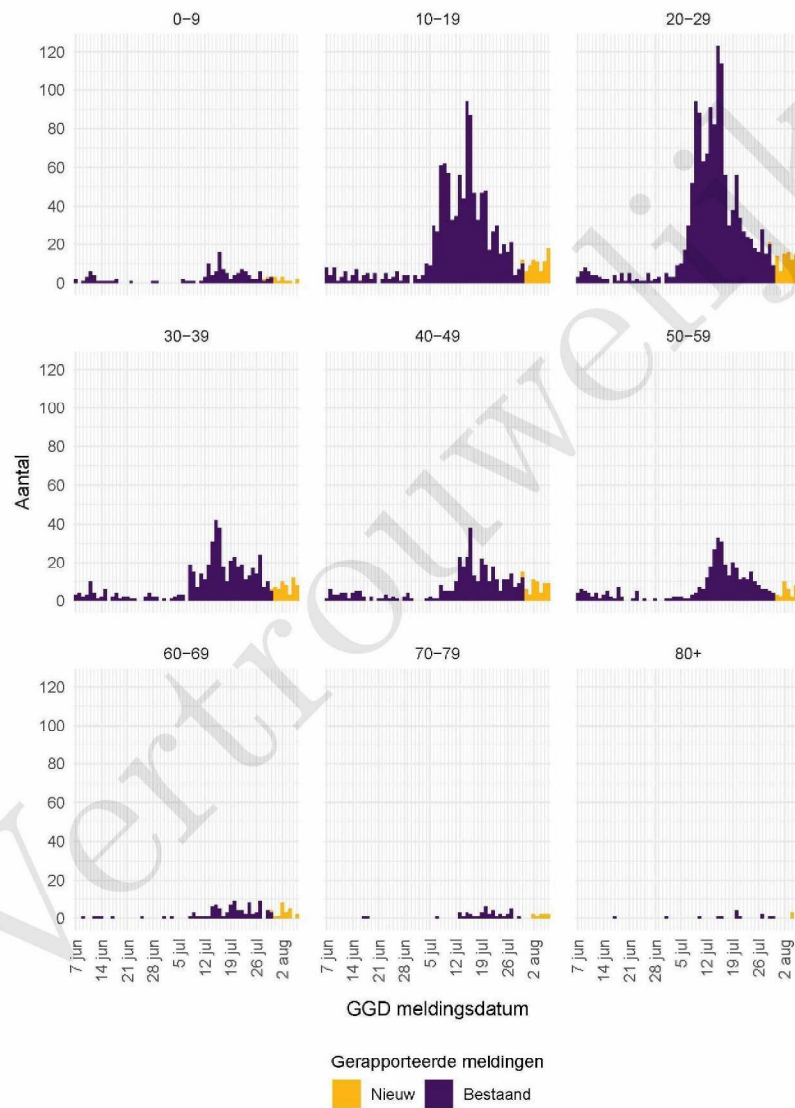 0−9
10−19
20−29
120
100
80
60
40
20
0
30−39
40−49
50−59
120
100
80
60
40
20
0
60−69
70−79
80+
120
100
80
60
40
20
0
Aantal
7 jun
14 jun
21 jun
28 jun
5 jul
12 jul
19 jul
26 jul
2 aug
7 jun
14 jun
21 jun
28 jun
5 jul
12 jul
19 jul
26 jul
2 aug
7 jun
14 jun
21 jun
28 jun
5 jul
12 jul
19 jul
26 jul
2 aug
GGD meldingsdatum
Gerapporteerde meldingen
Nieuw
Bestaand
Vertrouwelijk